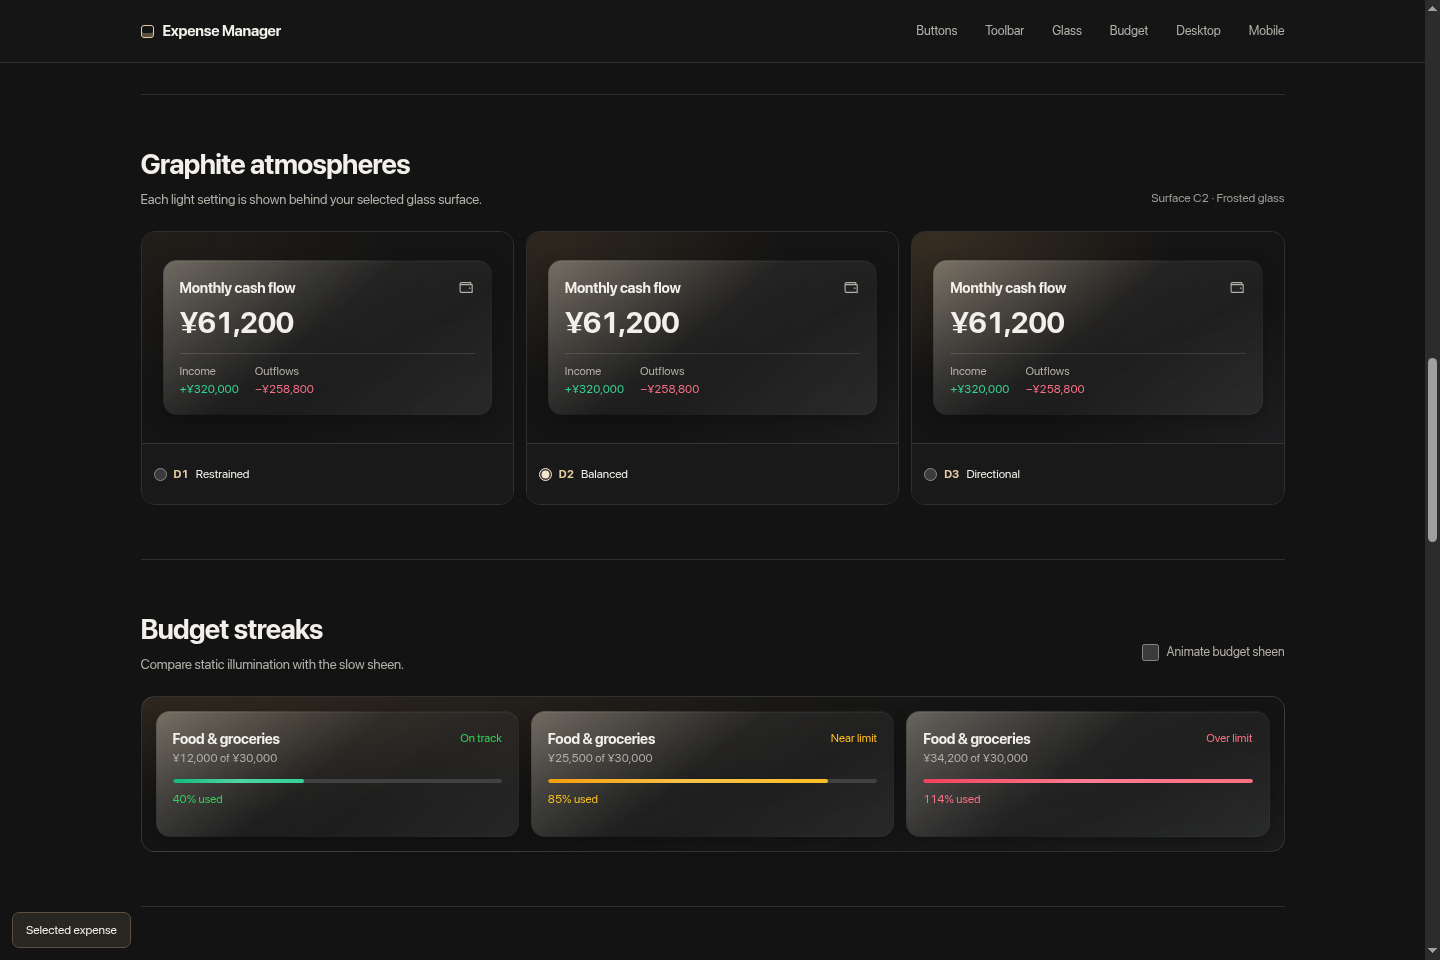 Expense Manager
Buttons Toolbar Glass Budget Desktop Mobile
Graphite atmospheres
Each light setting is shown behind your selected glass surface.
Surface C2 · Frosted glass
Monthly cash flow
¥61,200
Income Outflows
+¥320,000 −¥258,800
D1 Restrained
Monthly cash flow
¥61,200
Income Outflows
+¥320,000 −¥258,800
D2 Balanced
Monthly cash flow
¥61,200
Income Outflows
+¥320,000 −¥258,800
D3 Directional
Budget streaks
Compare static illumination with the slow sheen.
Animate budget sheen
Food & groceries On track
¥12,000 of ¥30,000
40% used
Food & groceries Near limit
¥25,500 of ¥30,000
85% used
Food & groceries Over limit
¥34,200 of ¥30,000
114% used
Selected expense